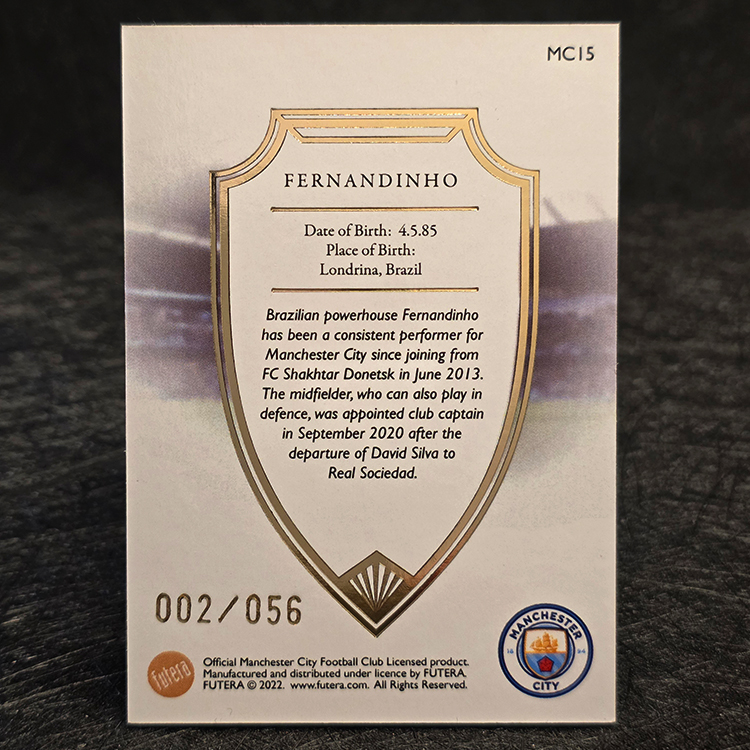 MC15
FERNANDINHO
Date of Birth: 4.5.85
Place of Birth:
Londrina, Brazil
Brazilian powerhouse Fernandinho
has been a consistent performer for
Manchester City since joining from
FC Shakhtar Donetsk in June 2013.
The midfielder, who can also play in
defence, was appointed club captain
in September 2020 after the
departure of David Silva to
Real Sociedad.
002/056
futera
Official Manchester City Football Club Licensed product.
Manufactured and distributed under licence by FUTERA.
FUTERA © 2022. www.futera.com. All Rights Reserved.
MANCHESTER
18 94
CITY